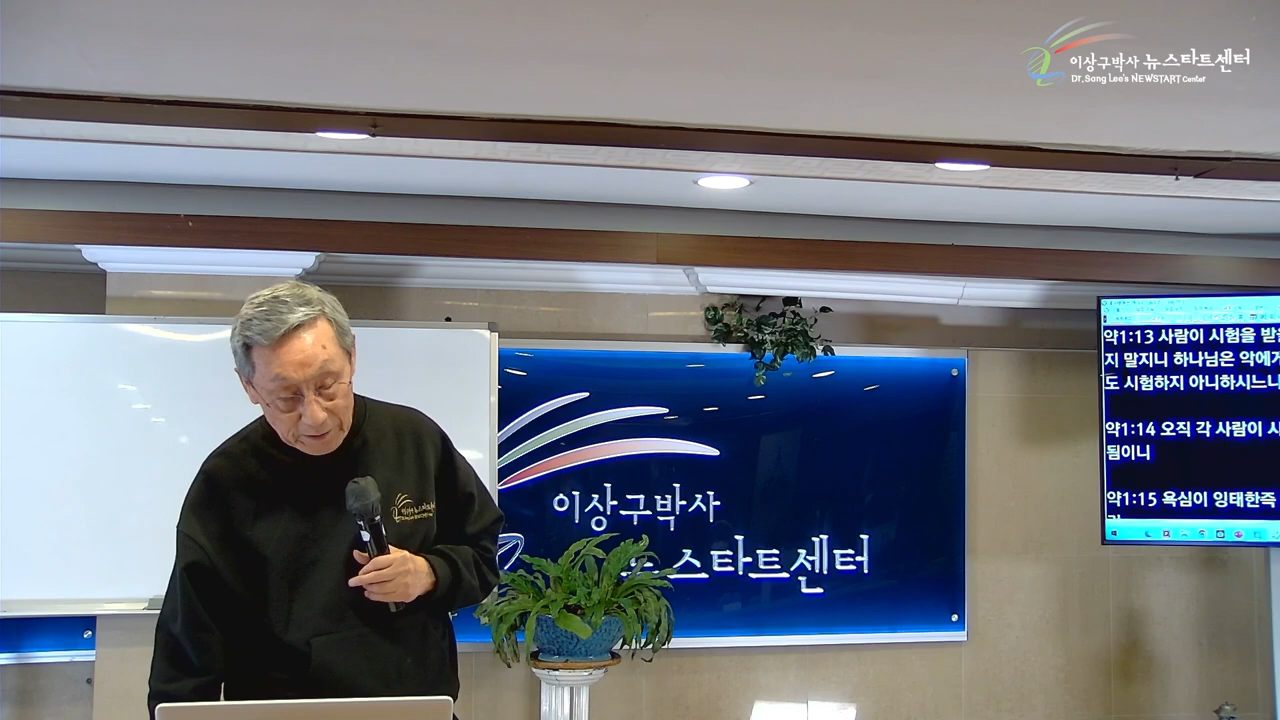 이상구박사 뉴스타트센터
Dr. Sang Lee's NEWSTART Center
약1:13 사람이 시험을 받
지 말지니 하나님은 악에게
도 시험하지 아니하시느니
약1:14 오직 각 사람이
됨이니
약1:15 욕심이 잉태한즉
이상구박사
스타트센터